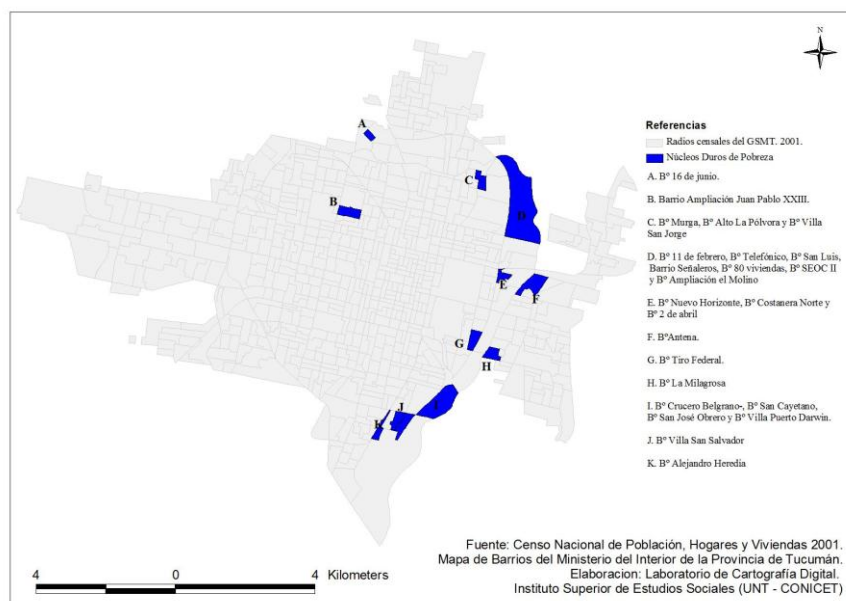 N
A
B
C
D
E
F
G
H
I
J
K
Referencias
Radios censales del GSMT. 2001.
Núcleos Duros de Pobreza
A. Bº 16 de junio.
B. Barrio Ampliación Juan Pablo XXIII.
C. Bº Murga, Bº Alto La Pólvora y Bº Villa
San Jorge
D. Bº 11 de febrero, Bº Telefónico, Bº San Luis,
Barrio Señaleros, Bº 80 viviendas, Bº SEOC II
y Bº Ampliación el Molino
E. Bº Nuevo Horizonte, Bº Costanera Norte y
Bº 2 de abril
F. BºAntena.
G. Bº Tiro Federal.
H. Bº La Milagrosa
I. Bº Crucero Belgrano-, Bº San Cayetano,
Bº San José Obrero y Bº Villa Puerto Darwin.
J. Bº Villa San Salvador
K. Bº Alejandro Heredia
4 0 4 Kilometers
Fuente: Censo Nacional de Población, Hogares y Viviendas 2001.
Mapa de Barrios del Ministerio del Interior de la Provincia de Tucumán.
Elaboracion: Laboratorio de Cartografía Digital.
Instituto Superior de Estudios Sociales (UNT - CONICET)